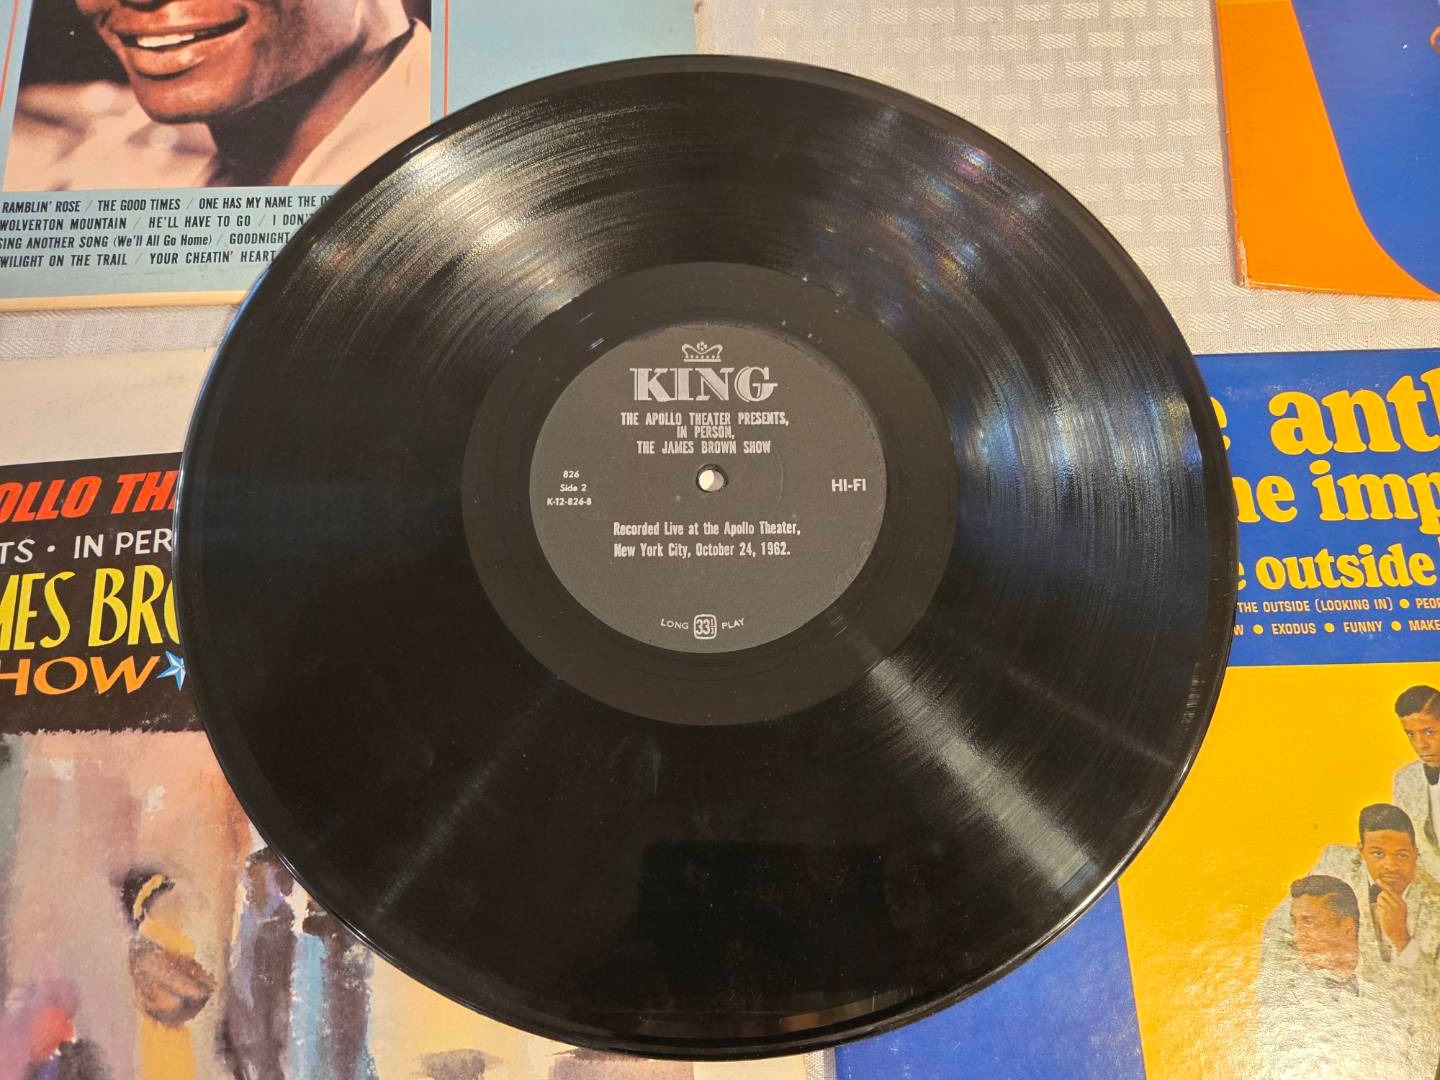 RAMBLIN' ROSE / THE GOOD TIMES / ONE HAS MY NAME THE
WOLVERTON MOUNTAIN / HE'LL HAVE TO GO / I DON'T
SING ANOTHER SONG (We'll All Go Home) / GOODNIGHT
TWILIGHT ON THE TRAIL / YOUR CHEATIN' HEART
OLLO TH
TS • IN PER
MES BRO
HOW
KING
THE APOLLO THEATER PRESENTS,
IN PERSON,
THE JAMES BROWN SHOW
826
Side 2
K-12-826-B
HI-FI
Recorded Live at the Apollo Theater,
New York City, October 24, 1962.
LONG 33⅓ PLAY
e anth
he imp
e outside
THE OUTSIDE (LOOKING IN) • PEOP
W • EXODUS • FUNNY • MAKE